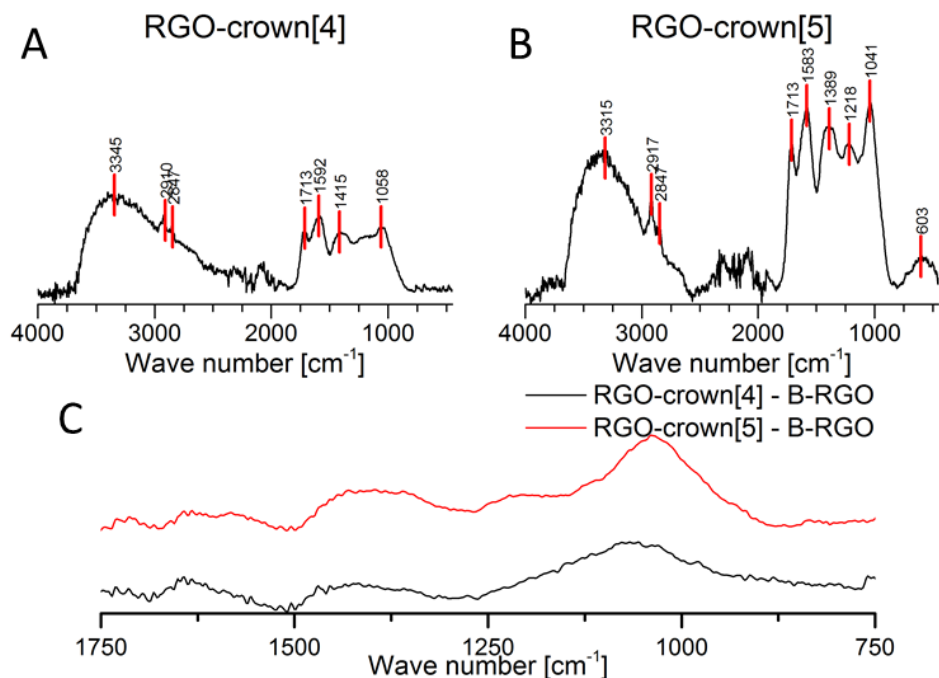 A
RGO-crown[4]
3345
2910
2847
1713
1592
1415
1058
4000
3000
2000
1000
Wave number [cm-1]
B
RGO-crown[5]
3315
2917
2847
1713
1583
1389
1218
1041
603
4000
3000
2000
1000
Wave number [cm-1]
C
RGO-crown[4] - B-RGO
RGO-crown[5] - B-RGO
1750
1500
1250
1000
750
Wave number [cm-1]